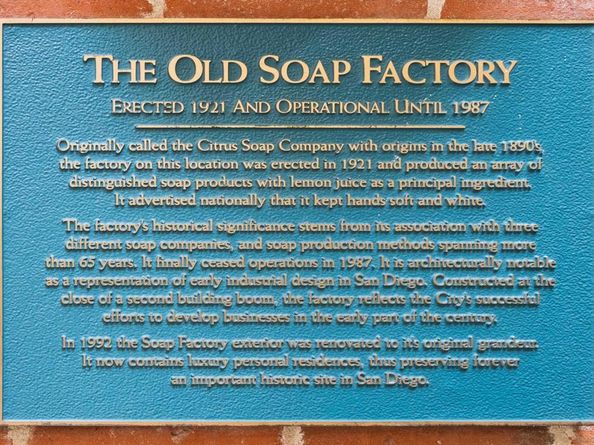 THE OLD SOAP FACTORY
ERECTED 1921 AND OPERATIONAL UNTIL 1987
Originally called the Citrus Soap Company with origins in the late 1890's,
the factory on this location was erected in 1921 and produced an array of
distinguished soap products with lemon juice as a principal ingredient.
It advertised nationally that it kept hands soft and white.
The factory's historical significance stems from its association with three
different soap companies, and soap production methods spanning more
than 65 years. It finally ceased operations in 1987. It is architecturally notable
as a representation of early industrial design in San Diego. Constructed at the
close of a second building boom, the factory reflects the City's successful
efforts to develop businesses in the early part of the century.
In 1992 the Soap Factory exterior was renovated to it's original grandeur.
It now contains luxury personal residences, thus preserving forever
an important historic site in San Diego.